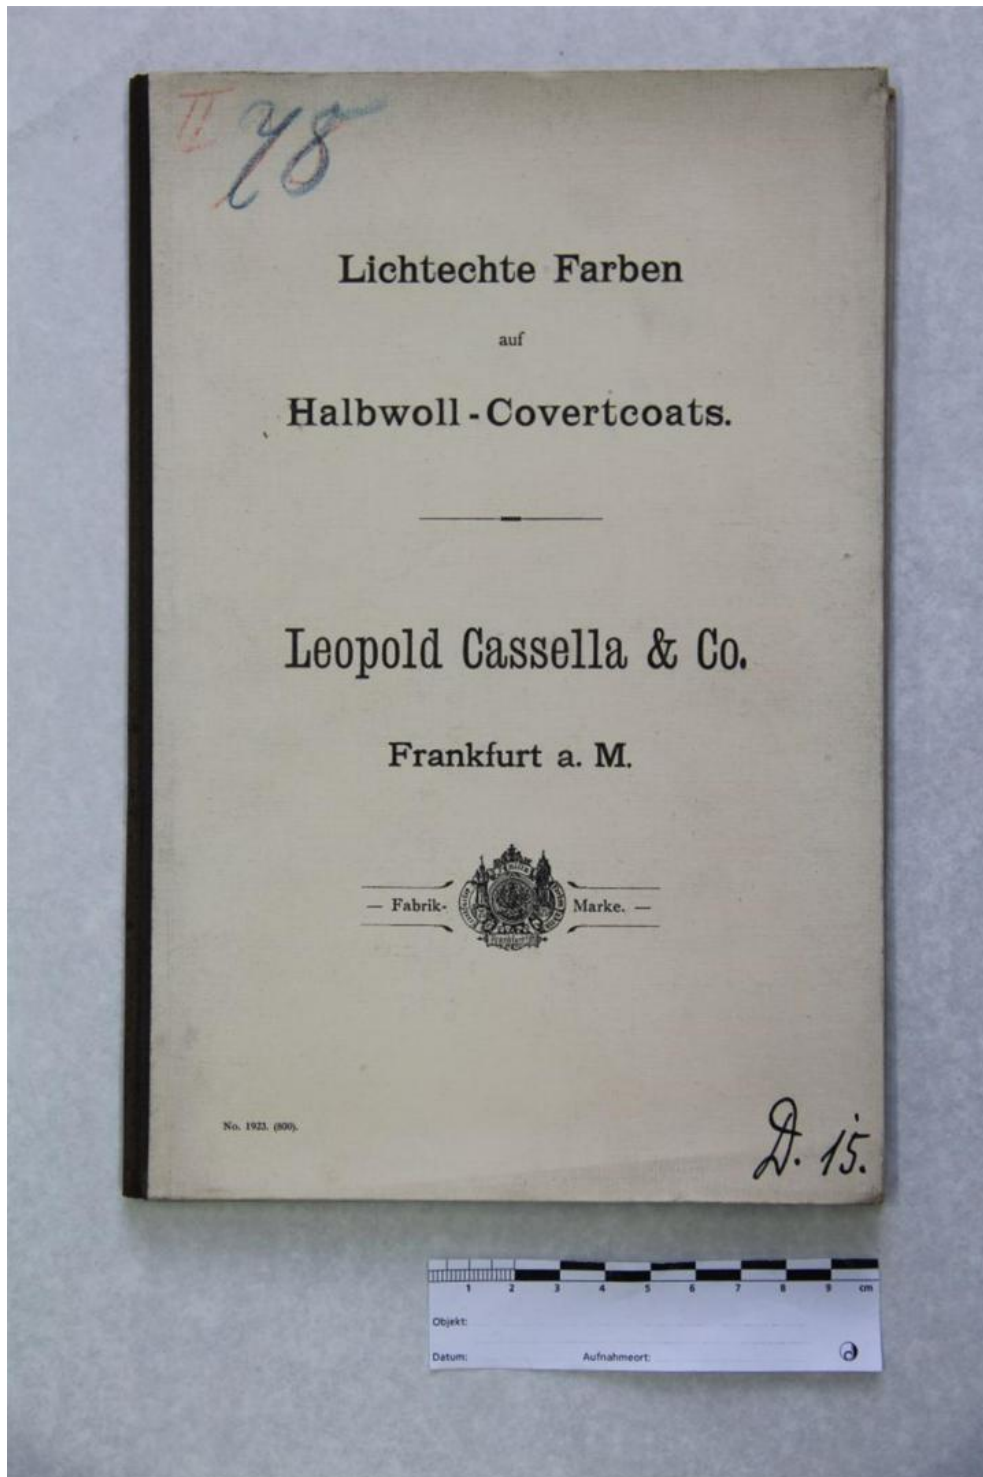 II 78
Lichtechte Farben
auf
Halbwoll-Covertcoats.
Leopold Cassella & Co.
Frankfurt a. M.
— Fabrik- Marke. —
Frankfurt
No. 1923. (800).
D. 15.
1 2 3 4 5 6 7 8 9 cm
Objekt:
Datum: Aufnahmeort: